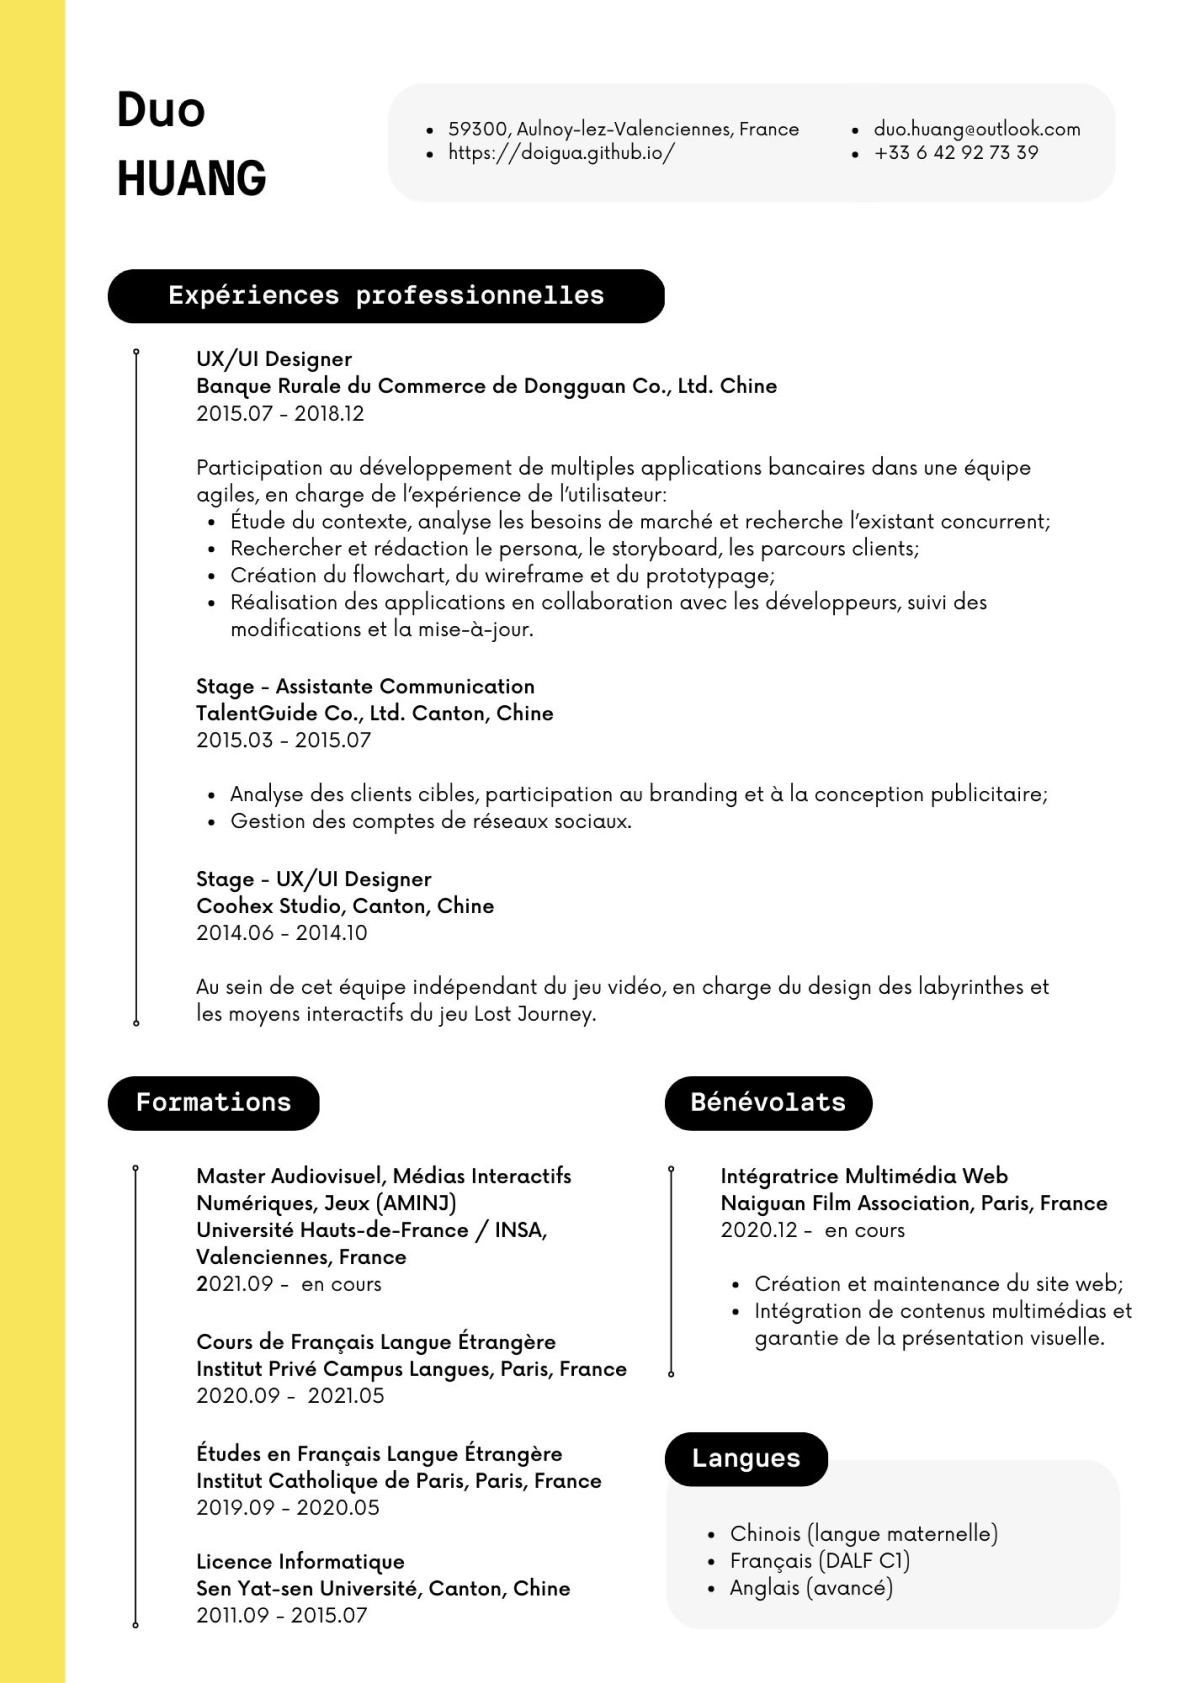 Duo
HUANG
• 59300, Aulnoy-lez-Valenciennes, France
• https://doigua.github.io/
• duo.huang@outlook.com
• +33 6 42 92 73 39
Expériences professionnelles
UX/UI Designer
Banque Rurale du Commerce de Dongguan Co., Ltd. Chine
2015.07 - 2018.12
Participation au développement de multiples applications bancaires dans une équipe
agiles, en charge de l'expérience de l'utilisateur:
• Étude du contexte, analyse les besoins de marché et recherche l'existant concurrent;
• Rechercher et rédaction le persona, le storyboard, les parcours clients;
• Création du flowchart, du wireframe et du prototypage;
• Réalisation des applications en collaboration avec les développeurs, suivi des
modifications et la mise-à-jour.
Stage - Assistante Communication
TalentGuide Co., Ltd. Canton, Chine
2015.03 - 2015.07
• Analyse des clients cibles, participation au branding et à la conception publicitaire;
• Gestion des comptes de réseaux sociaux.
Stage - UX/UI Designer
Coohex Studio, Canton, Chine
2014.06 - 2014.10
Au sein de cet équipe indépendant du jeu vidéo, en charge du design des labyrinthes et
les moyens interactifs du jeu Lost Journey.
Formations
Master Audiovisuel, Médias Interactifs
Numériques, Jeux (AMINJ)
Université Hauts-de-France / INSA,
Valenciennes, France
2021.09 - en cours
Cours de Français Langue Étrangère
Institut Privé Campus Langues, Paris, France
2020.09 - 2021.05
Études en Français Langue Étrangère
Institut Catholique de Paris, Paris, France
2019.09 - 2020.05
Licence Informatique
Sen Yat-sen Université, Canton, Chine
2011.09 - 2015.07
Bénévolats
Intégratrice Multimédia Web
Naiguan Film Association, Paris, France
2020.12 - en cours
• Création et maintenance du site web;
• Intégration de contenus multimédias et
garantie de la présentation visuelle.
Langues
• Chinois (langue maternelle)
• Français (DALF C1)
• Anglais (avancé)